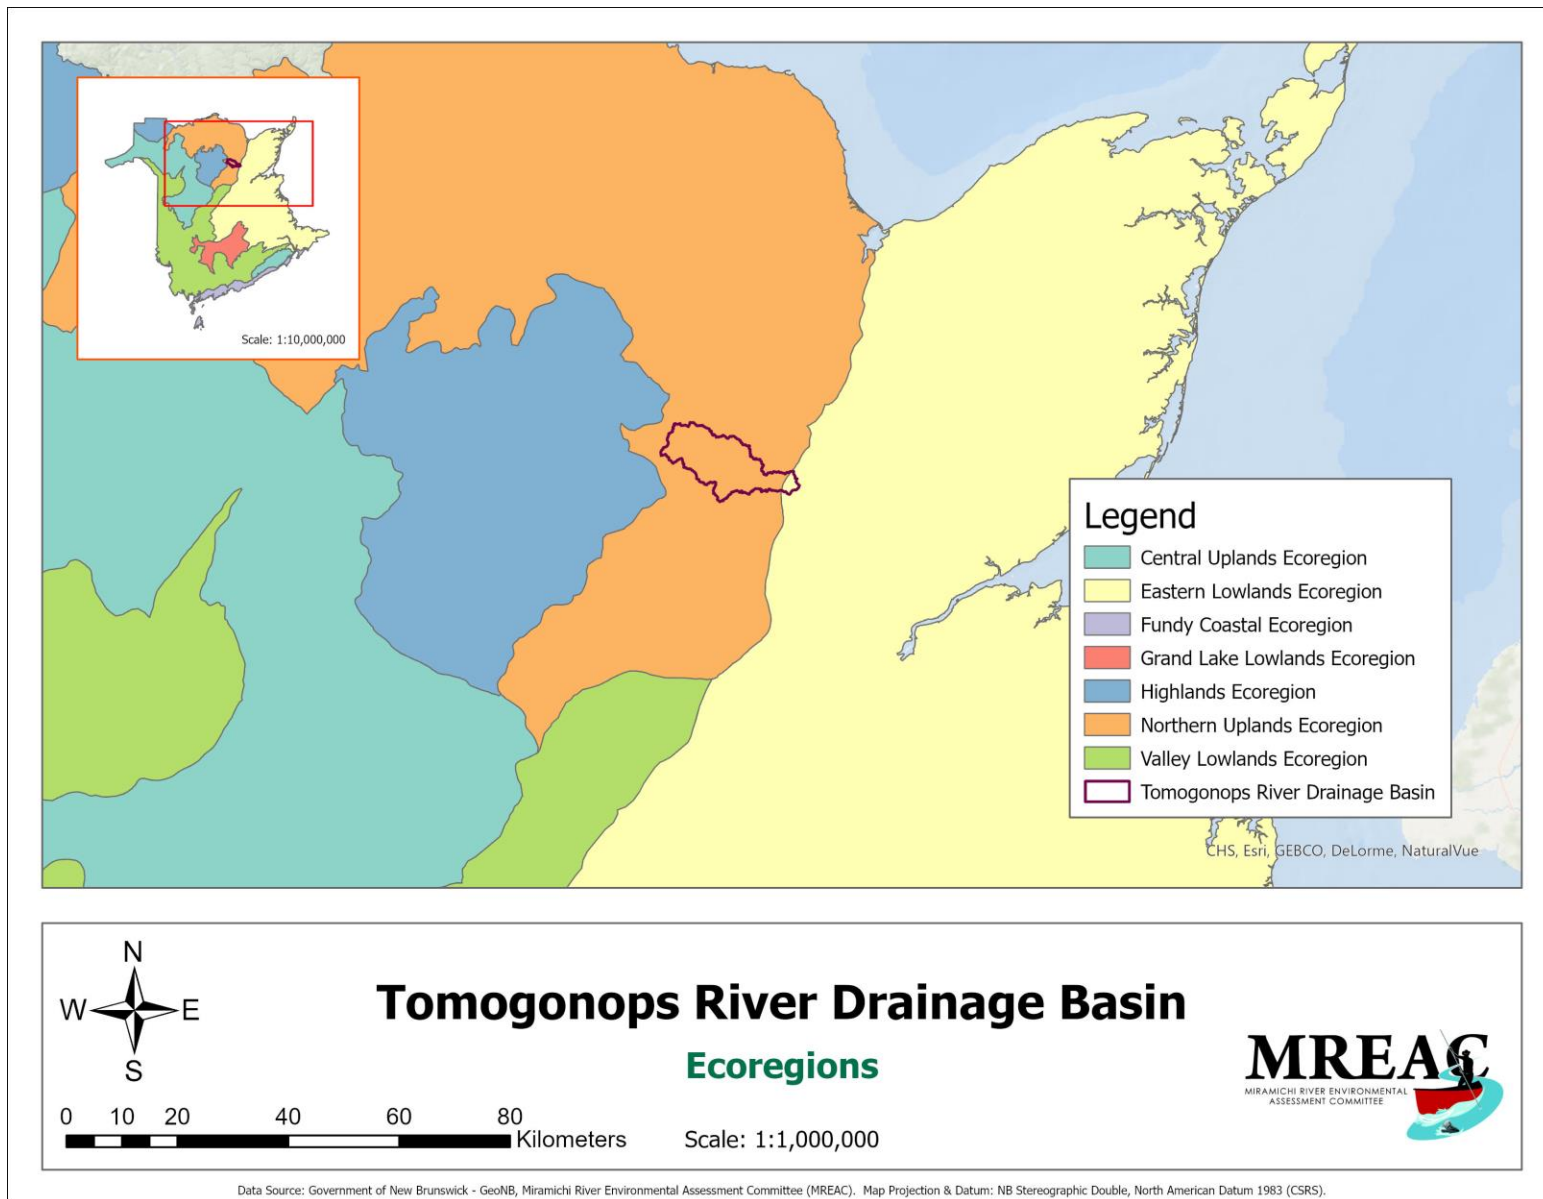 Scale: 1:10,000,000
Legend
Central Uplands Ecoregion
Eastern Lowlands Ecoregion
Fundy Coastal Ecoregion
Grand Lake Lowlands Ecoregion
Highlands Ecoregion
Northern Uplands Ecoregion
Valley Lowlands Ecoregion
Tomogonops River Drainage Basin
CHS, Esri, GEBCO, DeLorme, NaturalVue
N
W E
S
Tomogonops River Drainage Basin
Ecoregions
0 10 20 40 60 80
Kilometers
Scale: 1:1,000,000
MREAC
MIRAMICHI RIVER ENVIRONMENTAL
ASSESSMENT COMMITTEE
Data Source: Government of New Brunswick - GeoNB, Miramichi River Environmental Assessment Committee (MREAC). Map Projection & Datum: NB Stereographic Double, North American Datum 1983 (CSRS).